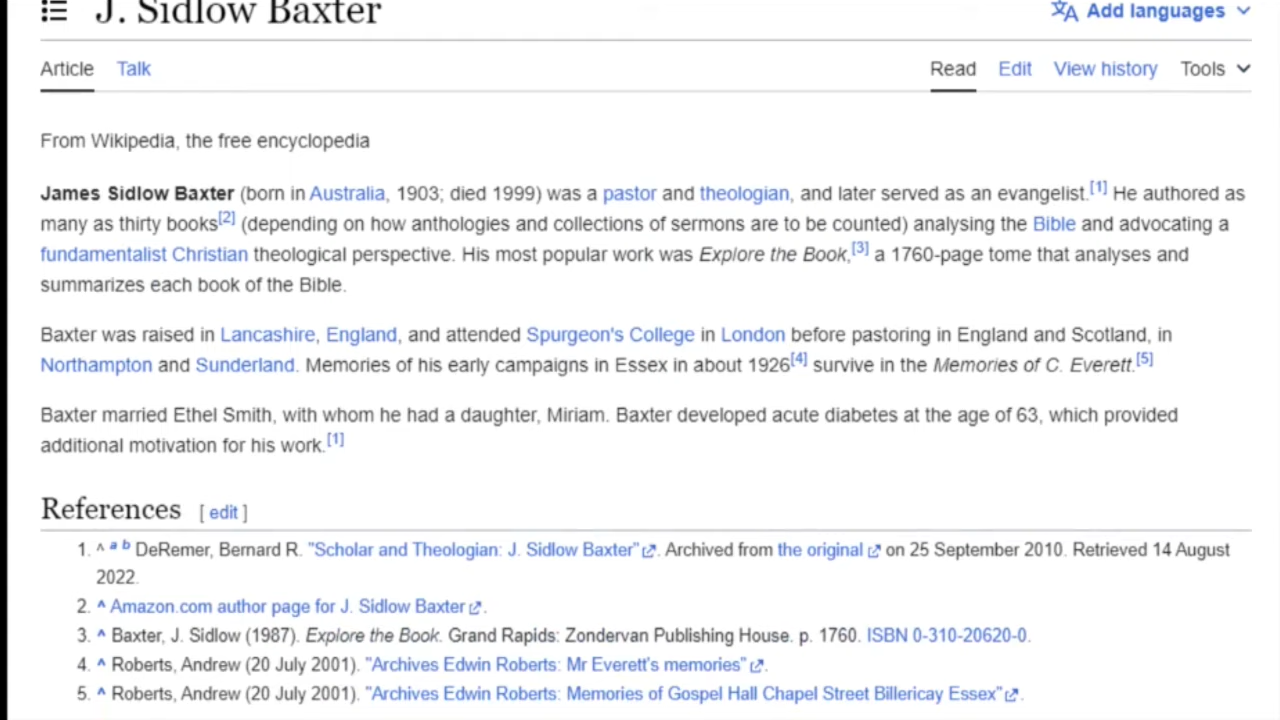 J. Sidlow Baxter
Add languages
Article Talk Read Edit View history Tools
From Wikipedia, the free encyclopedia
James Sidlow Baxter (born in Australia, 1903; died 1999) was a pastor and theologian, and later served as an evangelist.[1] He authored as
many as thirty books[2] (depending on how anthologies and collections of sermons are to be counted) analysing the Bible and advocating a
fundamentalist Christian theological perspective. His most popular work was Explore the Book,[3] a 1760-page tome that analyses and
summarizes each book of the Bible.
Baxter was raised in Lancashire, England, and attended Spurgeon's College in London before pastoring in England and Scotland, in
Northampton and Sunderland. Memories of his early campaigns in Essex in about 1926[4] survive in the Memories of C. Everett.[5]
Baxter married Ethel Smith, with whom he had a daughter, Miriam. Baxter developed acute diabetes at the age of 63, which provided
additional motivation for his work.[1]
References [ edit ]
1. ^ a b DeRemer, Bernard R. "Scholar and Theologian: J. Sidlow Baxter". Archived from the original on 25 September 2010. Retrieved 14 August
2022.
2. ^ Amazon.com author page for J. Sidlow Baxter.
3. ^ Baxter, J. Sidlow (1987). Explore the Book. Grand Rapids: Zondervan Publishing House. p. 1760. ISBN 0-310-20620-0.
4. ^ Roberts, Andrew (20 July 2001). "Archives Edwin Roberts: Mr Everett's memories".
5. ^ Roberts, Andrew (20 July 2001). "Archives Edwin Roberts: Memories of Gospel Hall Chapel Street Billericay Essex".